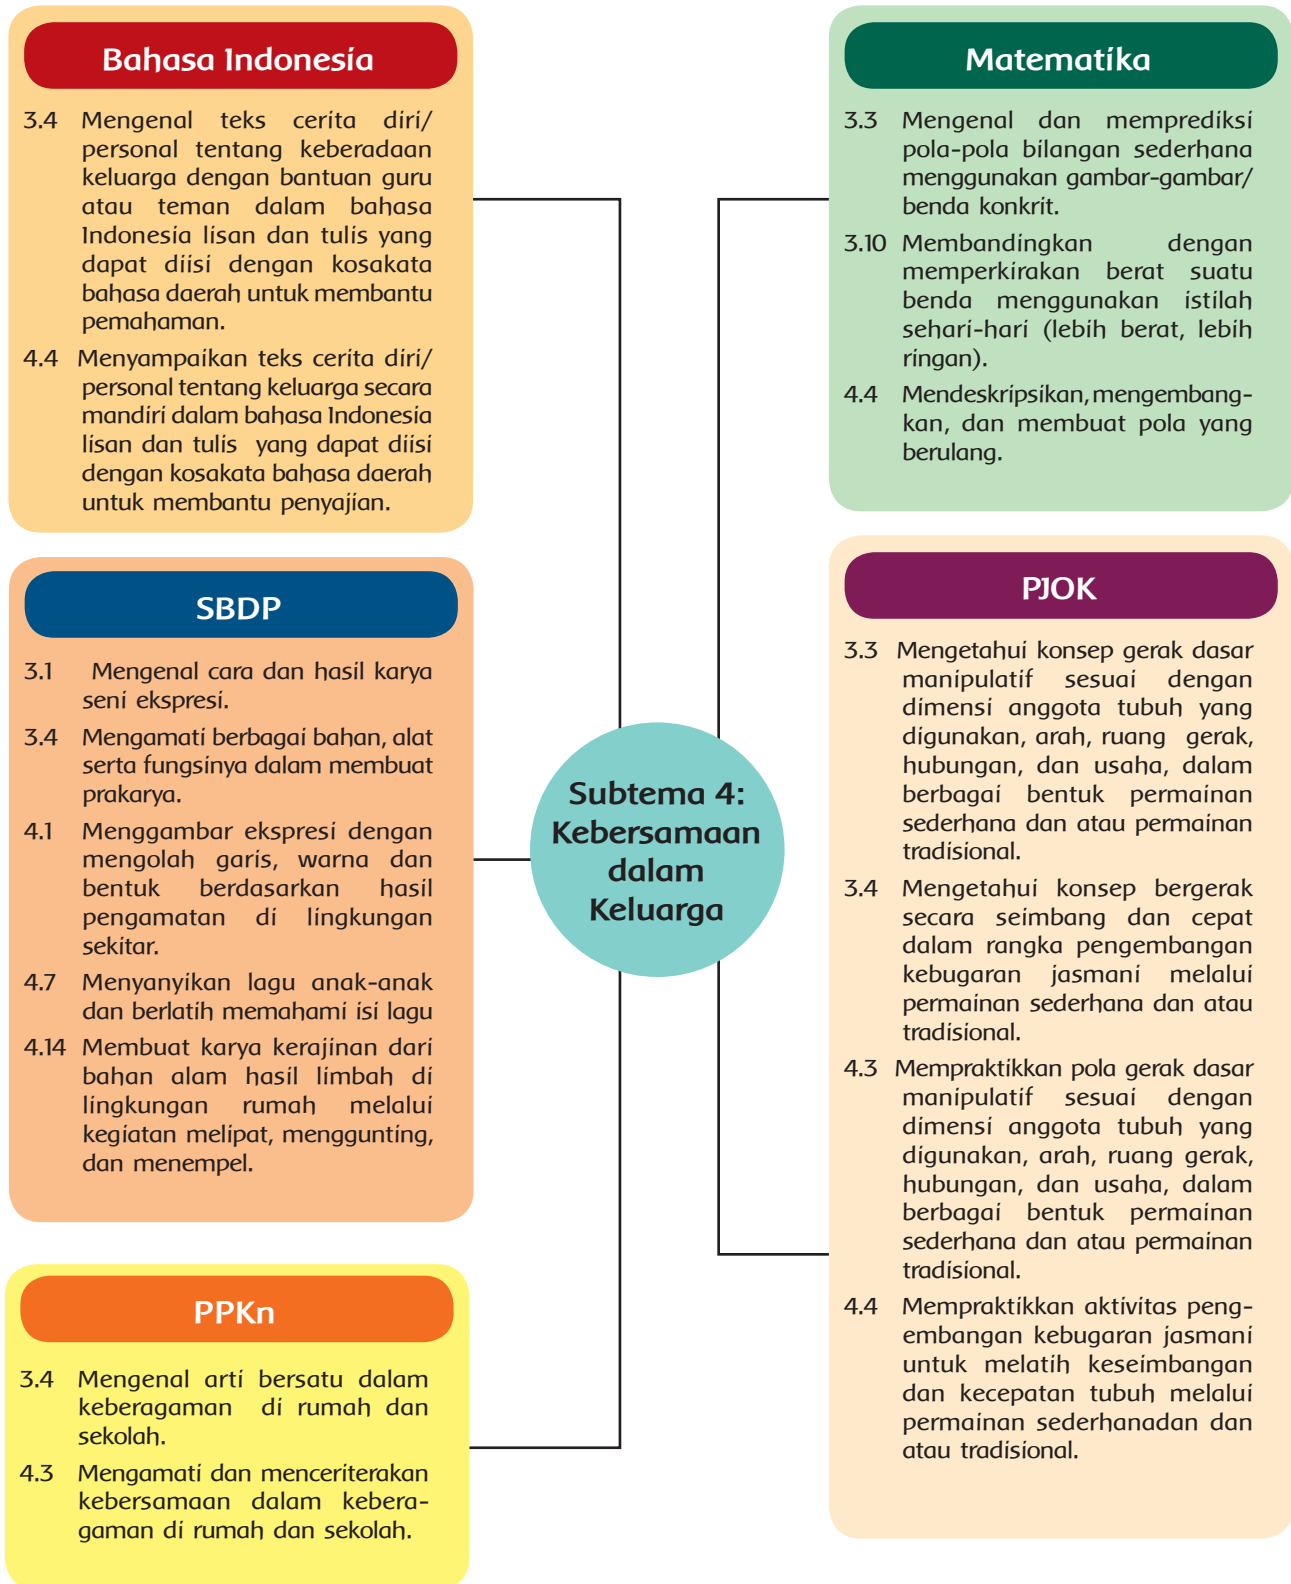 Bahasa Indonesia
3.4 Mengenal teks cerita diri/
personal tentang keberadaan
keluarga dengan bantuan guru
atau teman dalam bahasa
Indonesia lisan dan tulis yang
dapat diisi dengan kosakata
bahasa daerah untuk membantu
pemahaman.
4.4 Menyampaikan teks cerita diri/
personal tentang keluarga secara
mandiri dalam bahasa Indonesia
lisan dan tulis yang dapat diisi
dengan kosakata bahasa daerah
untuk membantu penyajian.
SBDP
3.1 Mengenal cara dan hasil karya
seni ekspresi.
3.4 Mengamati berbagai bahan, alat
serta fungsinya dalam membuat
prakarya.
4.1 Menggambar ekspresi dengan
mengolah garis, warna dan
bentuk berdasarkan hasil
pengamatan di lingkungan
sekitar.
4.7 Menyanyikan lagu anak-anak
dan berlatih memahami isi lagu
4.14 Membuat karya kerajinan dari
bahan alam hasil limbah di
lingkungan rumah melalui
kegiatan melipat, menggunting,
dan menempel.
PPKn
3.4 Mengenal arti bersatu dalam
keberagaman di rumah dan
sekolah.
4.3 Mengamati dan menceriterakan
kebersamaan dalam kebera-
gaman di rumah dan sekolah.
Subtema 4:
Kebersamaan
dalam
Keluarga
Matematika
3.3 Mengenal dan memprediksi
pola-pola bilangan sederhana
menggunakan gambar-gambar/
benda konkrit.
3.10 Membandingkan dengan
memperkirakan berat suatu
benda menggunakan istilah
sehari-hari (lebih berat, lebih
ringan).
4.4 Mendeskripsikan, mengembang-
kan, dan membuat pola yang
berulang.
PJOK
3.3 Mengetahui konsep gerak dasar
manipulatif sesuai dengan
dimensi anggota tubuh yang
digunakan, arah, ruang gerak,
hubungan, dan usaha, dalam
berbagai bentuk permainan
sederhana dan atau permainan
tradisional.
3.4 Mengetahui konsep bergerak
secara seimbang dan cepat
dalam rangka pengembangan
kebugaran jasmani melalui
permainan sederhana dan atau
tradisional.
4.3 Mempraktikkan pola gerak dasar
manipulatif sesuai dengan
dimensi anggota tubuh yang
digunakan, arah, ruang gerak,
hubungan, dan usaha, dalam
berbagai bentuk permainan
sederhana dan atau permainan
tradisional.
4.4 Mempraktikkan aktivitas peng-
embangan kebugaran jasmani
untuk melatih keseimbangan
dan kecepatan tubuh melalui
permainan sederhanadan dan
atau tradisional.